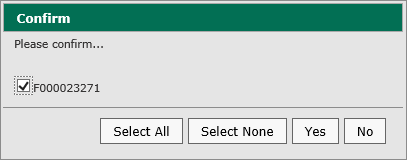 Confirm
Please confirm...
F000023271
Select All Select None Yes No